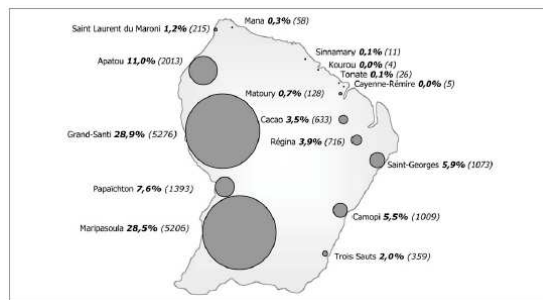 Mana 0,3% (58)
Saint Laurent du Maroni 1,2% (215)
Sinnamary 0,1% (11)
Apatou 11,0% (2013)
Kourou 0,0% (4)
Tonate 0,1% (26)
Cayenne-Rémire 0,0% (5)
Matoury 0,7% (128)
Cacao 3,5% (633)
Grand-Santi 28,9% (5276)
Régina 3,9% (716)
Saint-Georges 5,9% (1073)
Papaïchton 7,6% (1393)
Camopi 5,5% (1009)
Maripasoula 28,5% (5206)
Trois Sauts 2,0% (359)